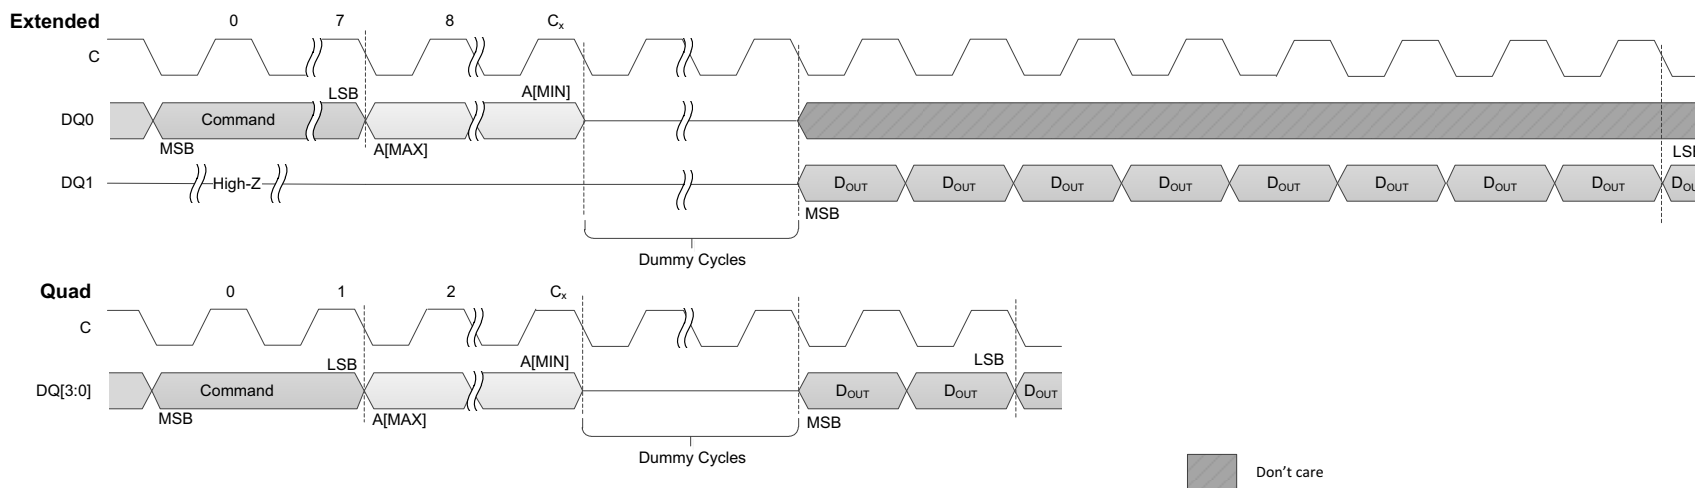 Extended 0 7 8 Cx
C
LSB A[MIN]
DQ0 Command
MSB A[MAX]
DQ1 High-Z DOUT DOUT DOUT DOUT DOUT DOUT DOUT DOUT
MSB
Dummy Cycles
Quad 0 1 2 Cx
C
LSB A[MIN] LSB
DQ[3:0] Command DOUT DOUT DOUT
MSB A[MAX] MSB
Dummy Cycles
Don't care